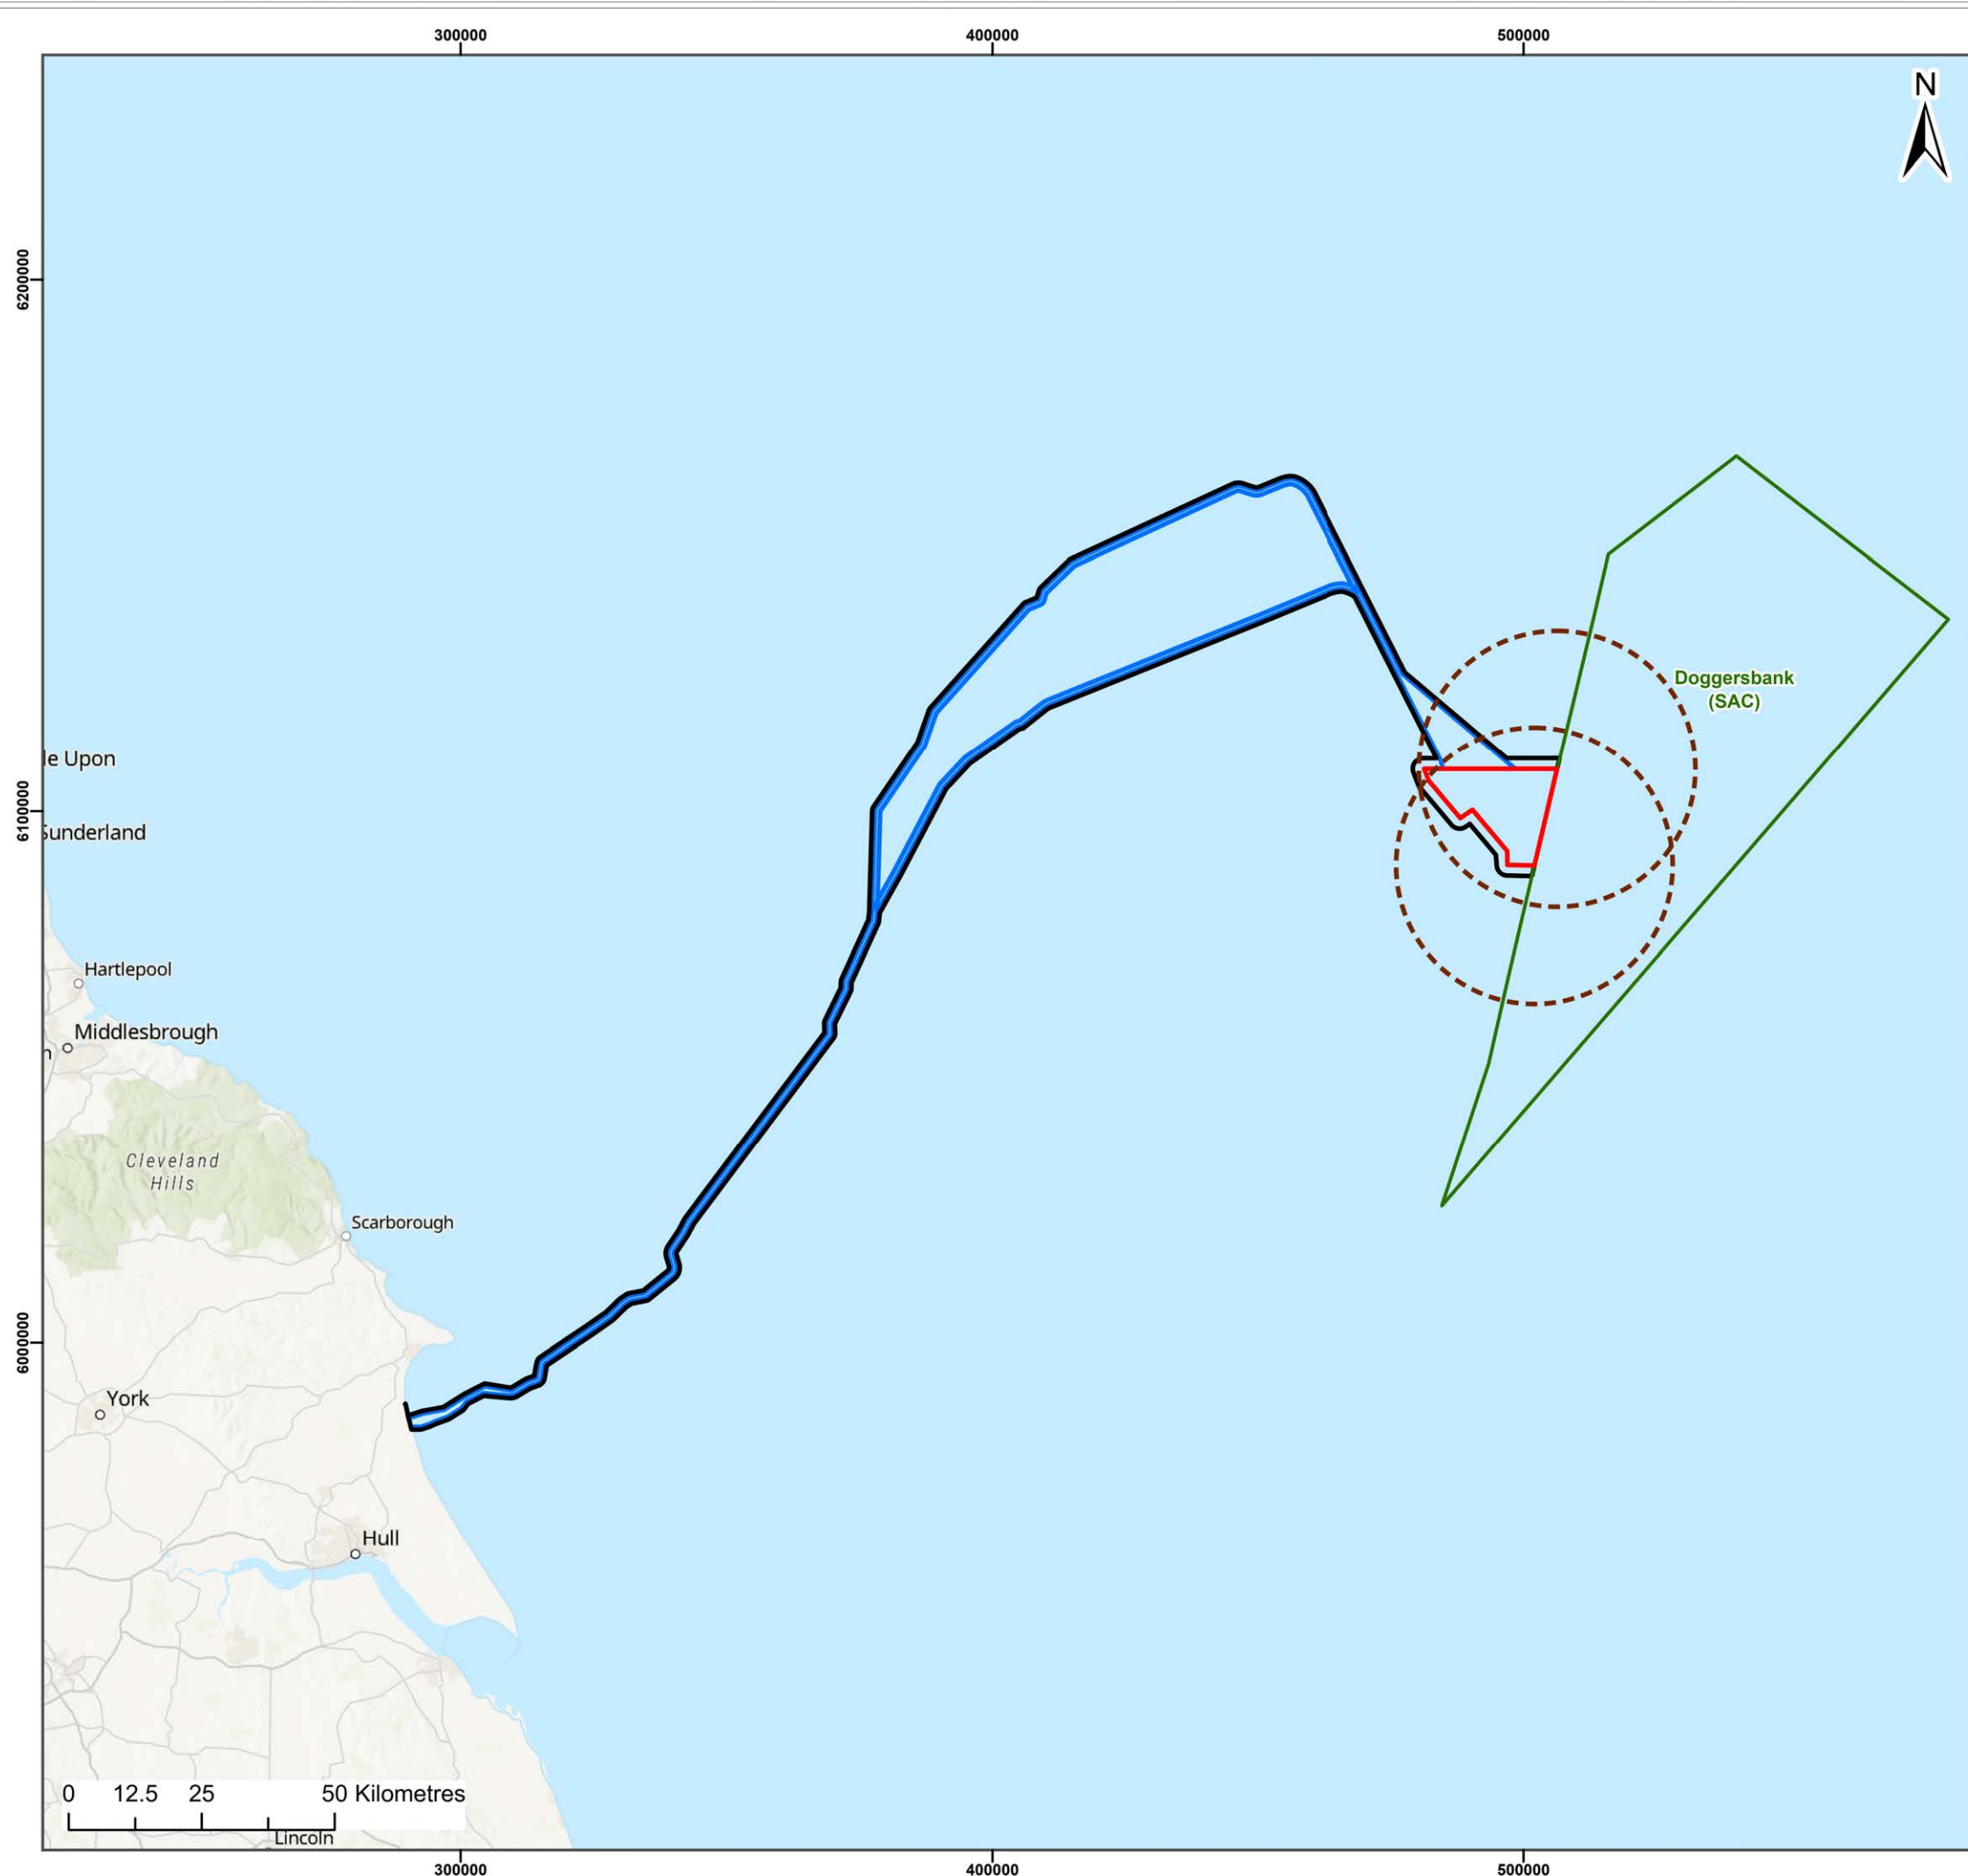 300000 400000 500000
N
6200000
Doggersbank
(SAC)
le Upon
6100000
Sunderland
Hartlepool
Middlesbrough
n
Cleveland
Hills
Scarborough
6000000
York
Hull
0 12.5 25 50 Kilometres
Lincoln
300000 400000 500000